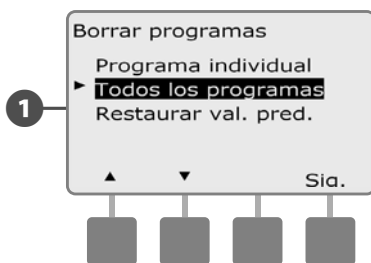 Borrar programas
Programa individual
► Todos los programas
Restaurar val. pred.
1
▲ ▼ Sig.